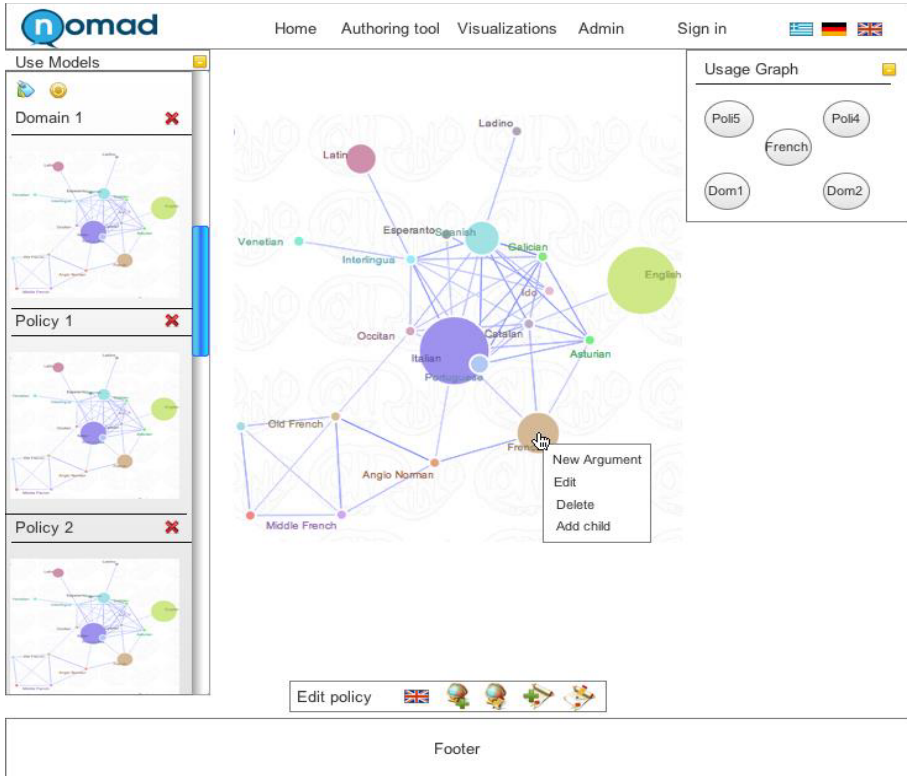 nomad
Home Authoring tool Visualizations Admin Sign in
Use Models
Domain 1
Policy 1
Policy 2
Ladino
Latin
Esperanto
Spanish
Venetian
Galician
Interlingua
English
Ido
Occitan
Catalan
Italian
Asturian
Portuguese
Old French
French
Anglo Norman
Middle French
New Argument
Edit
Delete
Add child
Usage Graph
Poli5 Poli4
French
Dom1 Dom2
Edit policy
Footer